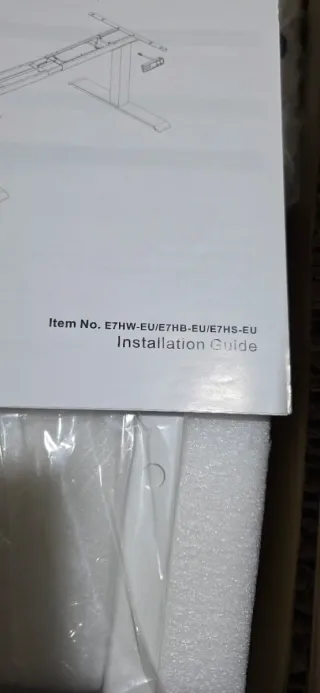 Item No. E7HW-EU/E7HB-EU/E7HS-EU
Installation Guide